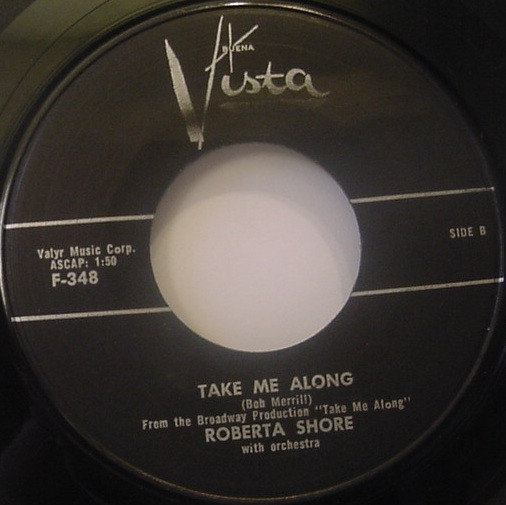 BUENA
Vista
SIDE B
Valyr Music Corp.
ASCAP: 1:50
F-348
TAKE ME ALONG
(Bob Merrill)
From the Broadway Production "Take Me Along"
ROBERTA SHORE
with orchestra